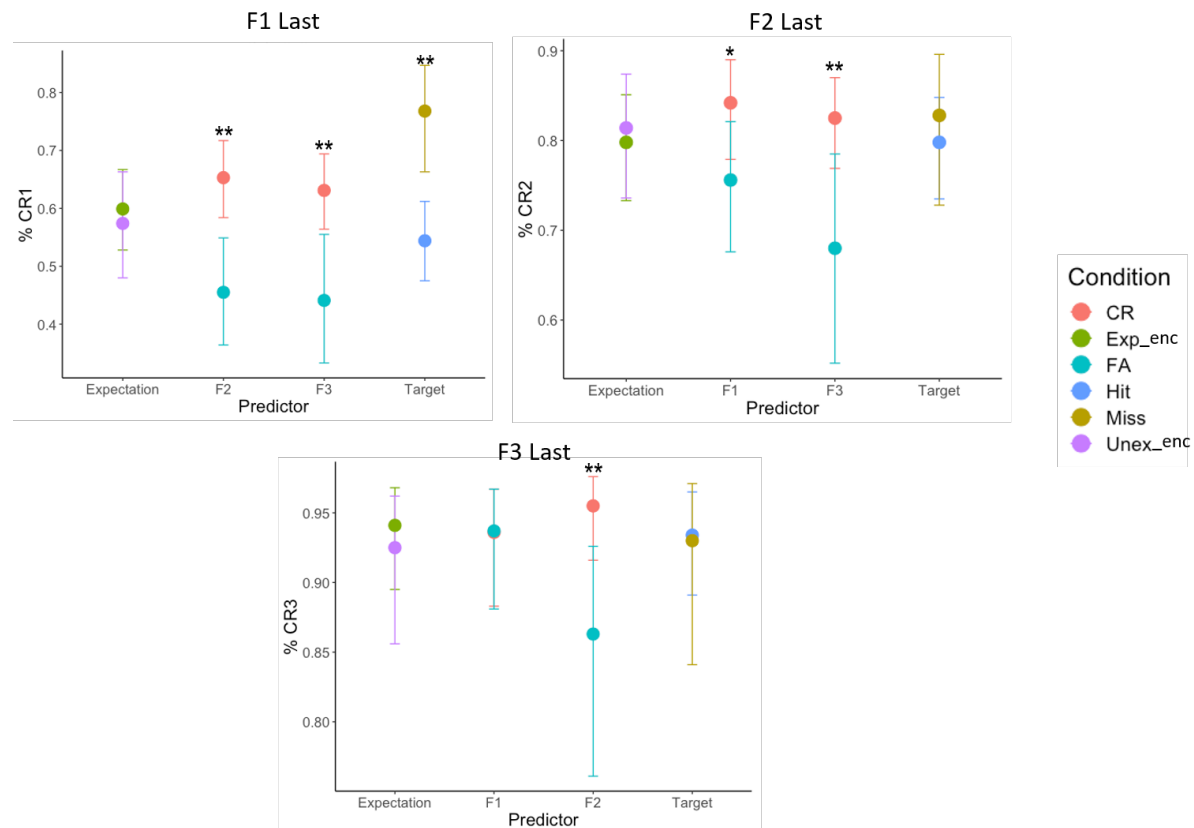 F1 Last
**
0.8
**
0.7
**
% CR1
0.6
0.5
0.4
Expectation F2 F3 Target
Predictor
F2 Last
0.9
*
**
0.8
% CR2
0.7
0.6
Expectation F1 F3 Target
Predictor
Condition
CR
Exp_enc
FA
Hit
Miss
Unex_enc
F3 Last
**
0.95
0.90
% CR3
0.85
0.80
Expectation F1 F2 Target
Predictor